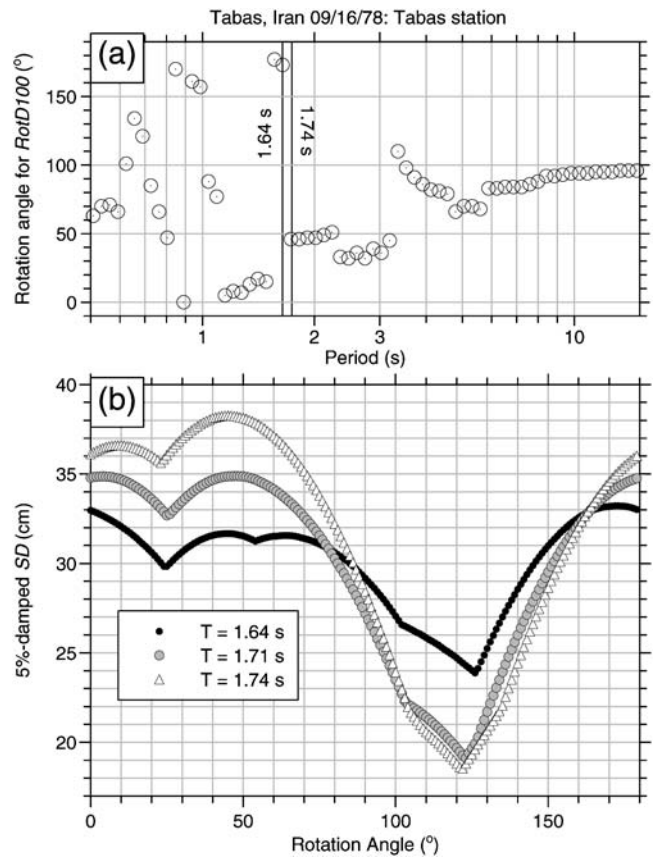 Tabas, Iran 09/16/78: Tabas station
(a)
Rotation angle for RotD100 (°)
150
100
50
0
1.64 s
1.74 s
1
2
3
10
Period (s)
(b)
5%-damped SD (cm)
40
35
30
25
20
T = 1.64 s
T = 1.71 s
T = 1.74 s
0
50
100
150
Rotation Angle (°)